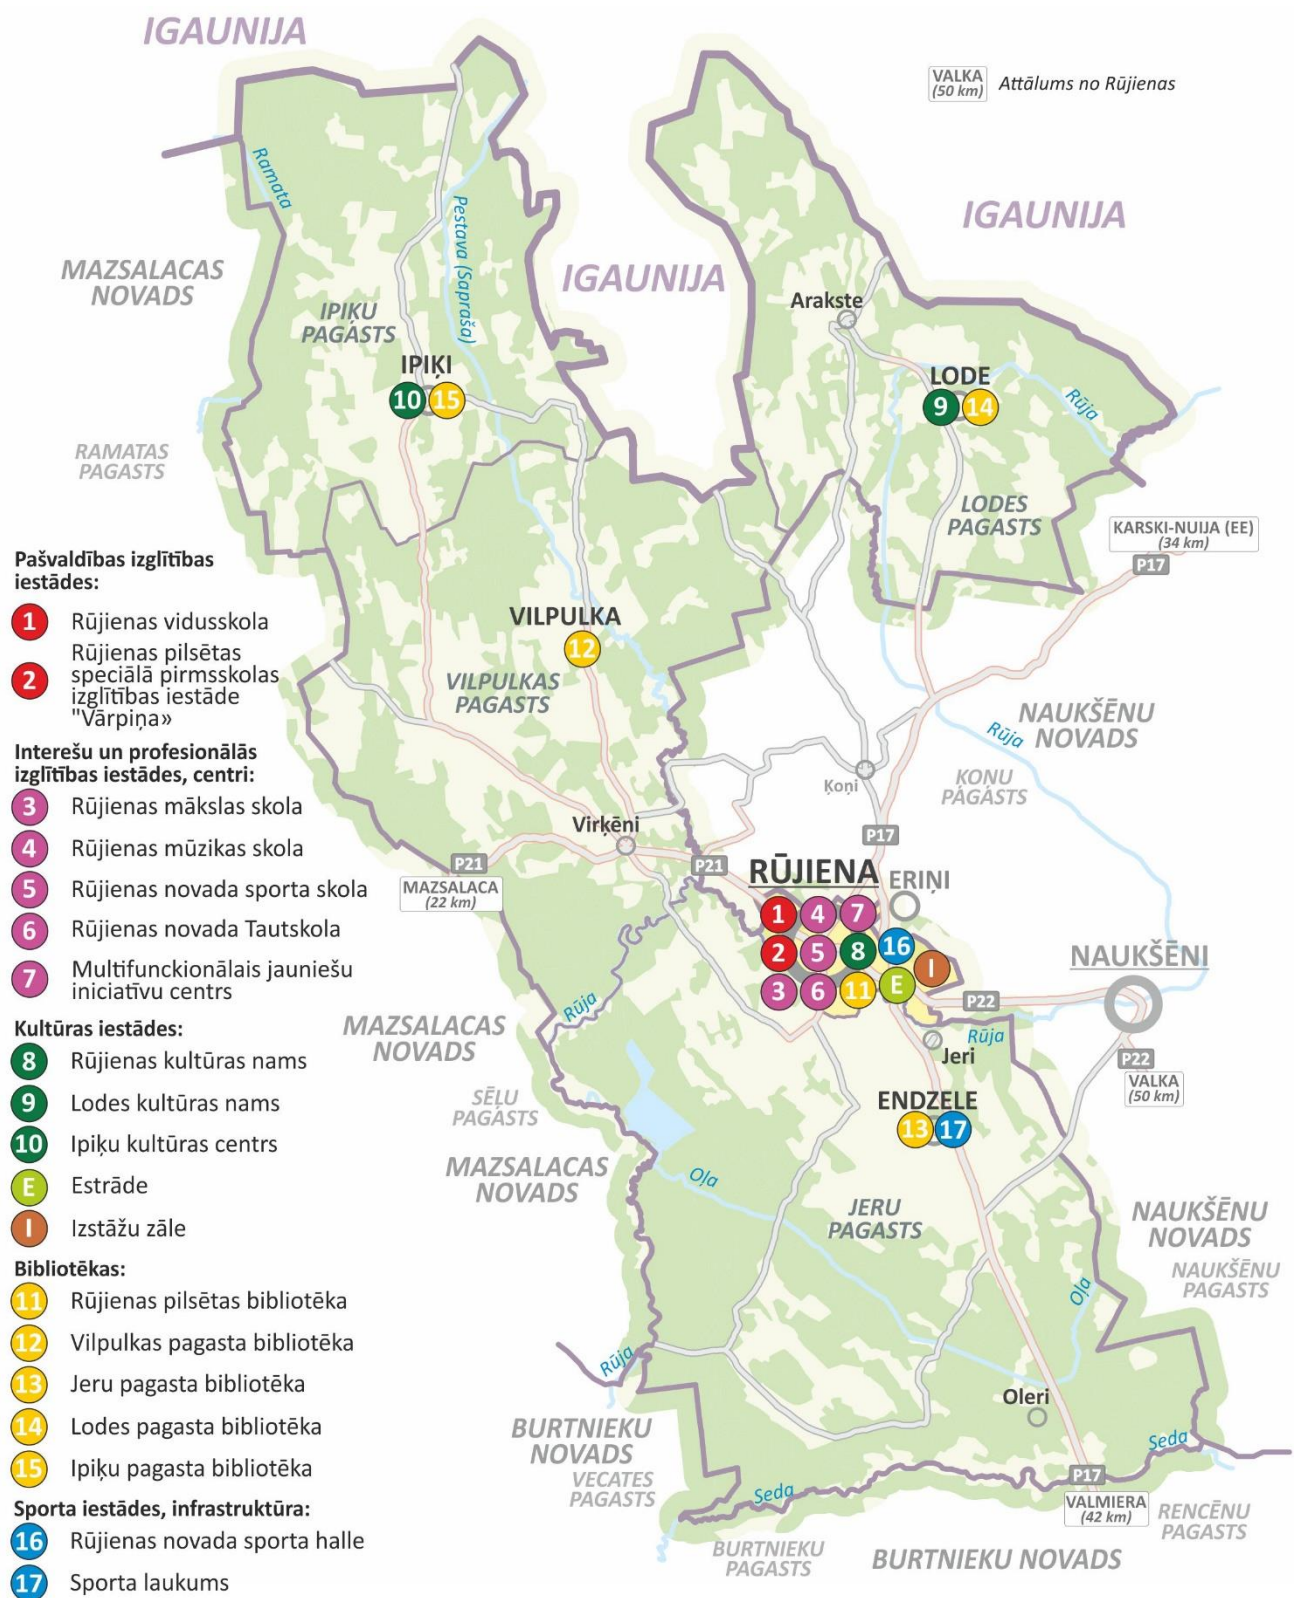 IGAUNIJA
VALKA
(50 km)
Attālums no Rūjienas
Ramata
Pestava (Sapraša)
IGAUNIJA
MAZSALACAS
NOVADS
IGAUNIJA
IPIĶU
PAGASTS
Arakste
IPIĶI
10
15
LODE
9
14
Rūja
RAMATAS
PAGASTS
LODES
PAGASTS
KARSKI-NUIJA (EE)
(34 km)
P17
VILPULKA
12
VILPULKAS
PAGASTS
NAUKŠĒNU
NOVADS
Rūja
Ķoņi
ĶOŅU
PAGASTS
Virķēni
P17
P21
P21
MAZSALACA
(22 km)
RŪJIENA
ERIŅI
1
4
7
2
5
8
16
I
3
6
11
E
NAUKŠĒNI
P22
Rūja
Rūja
Jeri
P22
VALKA
(50 km)
MAZSALACAS
NOVADS
SĒĻU
PAGASTS
ENDZELE
13
17
MAZSALACAS
NOVADS
Oļa
JERU
PAGASTS
NAUKŠĒNU
NOVADS
NAUKŠĒNU
PAGASTS
Oļa
Rūja
Oleri
BURTNIEKU
NOVADS
VECATES
PAGASTS
Seda
Seda
P17
VALMIERA
(42 km)
RENCĒNU
PAGASTS
BURTNIEKU
PAGASTS
BURTNIEKU NOVADS
Pašvaldības izglītības
iestādes:
1 Rūjienas vidusskola
2 Rūjienas pilsētas
speciālā pirmsskolas
izglītības iestāde
"Vārpiņa»
Interešu un profesionālās
izglītības iestādes, centri:
3 Rūjienas mākslas skola
4 Rūjienas mūzikas skola
5 Rūjienas novada sporta skola
6 Rūjienas novada Tautskola
7 Multifunckionālais jauniešu
iniciatīvu centrs
Kultūras iestādes:
8 Rūjienas kultūras nams
9 Lodes kultūras nams
10 Ipiķu kultūras centrs
E Estrāde
I Izstāžu zāle
Bibliotēkas:
11 Rūjienas pilsētas bibliotēka
12 Vilpulkas pagasta bibliotēka
13 Jeru pagasta bibliotēka
14 Lodes pagasta bibliotēka
15 Ipiķu pagasta bibliotēka
Sporta iestādes, infrastruktūra:
16 Rūjienas novada sporta halle
17 Sporta laukums